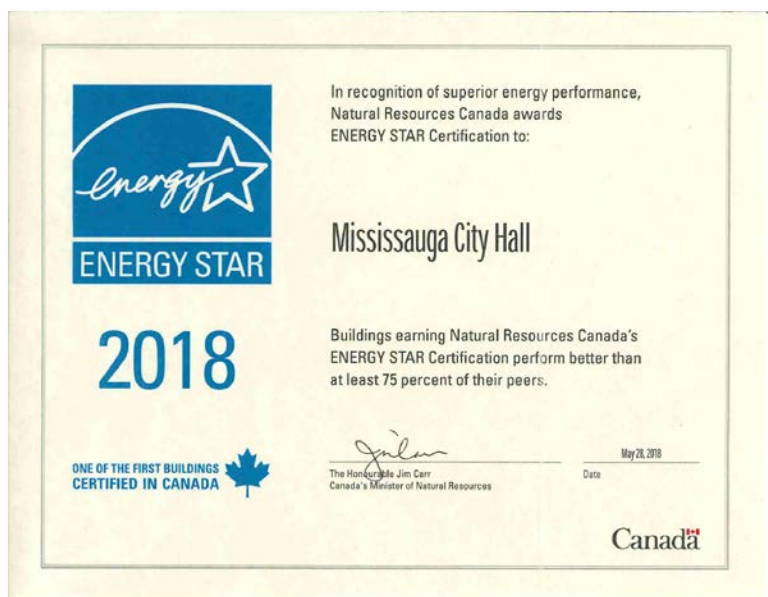 energy
ENERGY STAR
2018
ONE OF THE FIRST BUILDINGS
CERTIFIED IN CANADA
In recognition of superior energy performance,
Natural Resources Canada awards
ENERGY STAR Certification to:
Mississauga City Hall
Buildings earning Natural Resources Canada's
ENERGY STAR Certification perform better than
at least 75 percent of their peers.
The Honourable Jim Carr
Canada's Minister of Natural Resources
May 28, 2018
Date
Canada